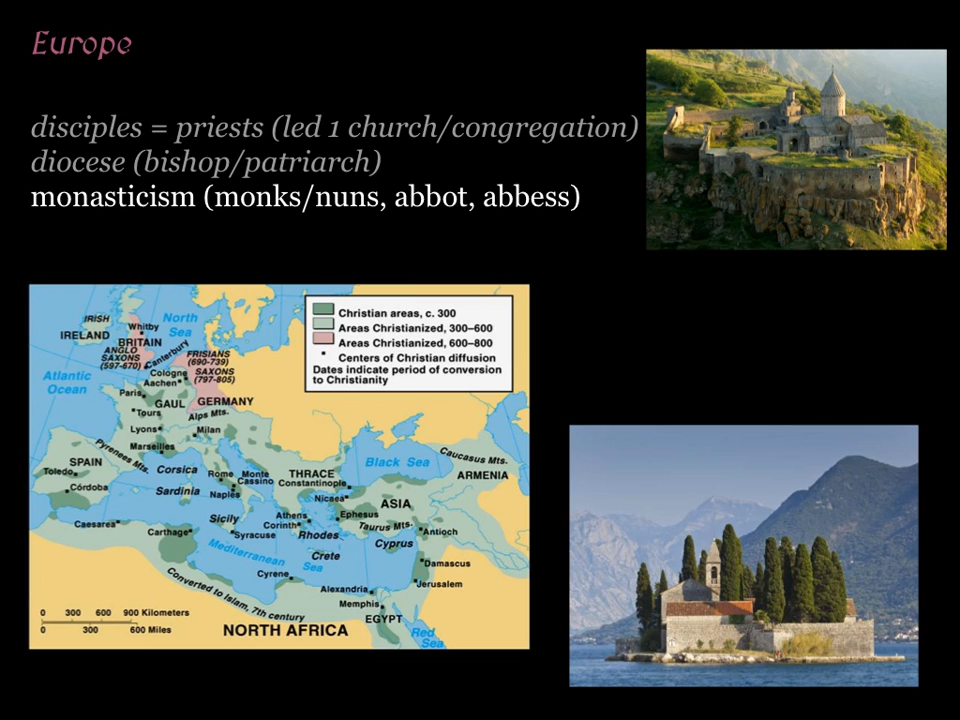 Europe
disciples = priests (led 1 church/congregation)
diocese (bishop/patriarch)
monasticism (monks/nuns, abbot, abbess)
Christian areas, c. 300
Areas Christianized, 300–600
Areas Christianized, 600–800
Centers of Christian diffusion
Dates indicate period of conversion
to Christianity
IRISH
IRELAND
Whitby
BRITAIN
North
Sea
ANGLO
SAXONS
(597-670)
Canterbury
FRISIANS
(690-739)
SAXONS
(797-805)
Cologne
Aachen
Atlantic
Ocean
Paris
GAUL
GERMANY
Tours
Alps Mts.
Lyons
Milan
Marseilles
Pyrenees Mts.
SPAIN
Toledo
Córdoba
Corsica
Sardinia
Rome
Monte
Cassino
Naples
THRACE
Constantinople
Black Sea
Caucasus Mts.
ARMENIA
Nicaea
ASIA
Sicily
Athens
Corinth
Ephesus
Taurus Mts.
Antioch
Caesarea
Carthage
Syracuse
Rhodes
Cyprus
Mediterranean
Sea
Crete
Damascus
Cyrene
Jerusalem
Alexandria
Converted to Islam, 7th century
Memphis
EGYPT
0 300 600 900 Kilometers
0 300 600 Miles
NORTH AFRICA
Red
Sea